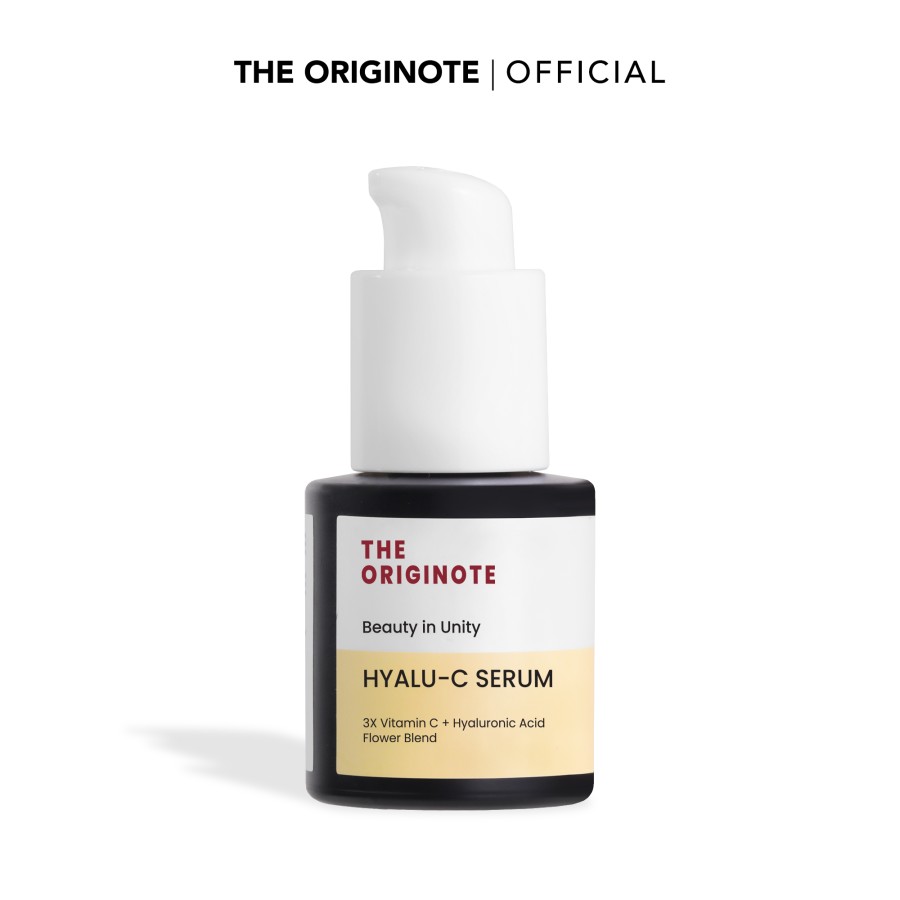 THE ORIGINOTE | OFFICIAL
THE
ORIGINOTE
Beauty in Unity
HYALU-C SERUM
3X Vitamin C + Hyaluronic Acid
Flower Blend